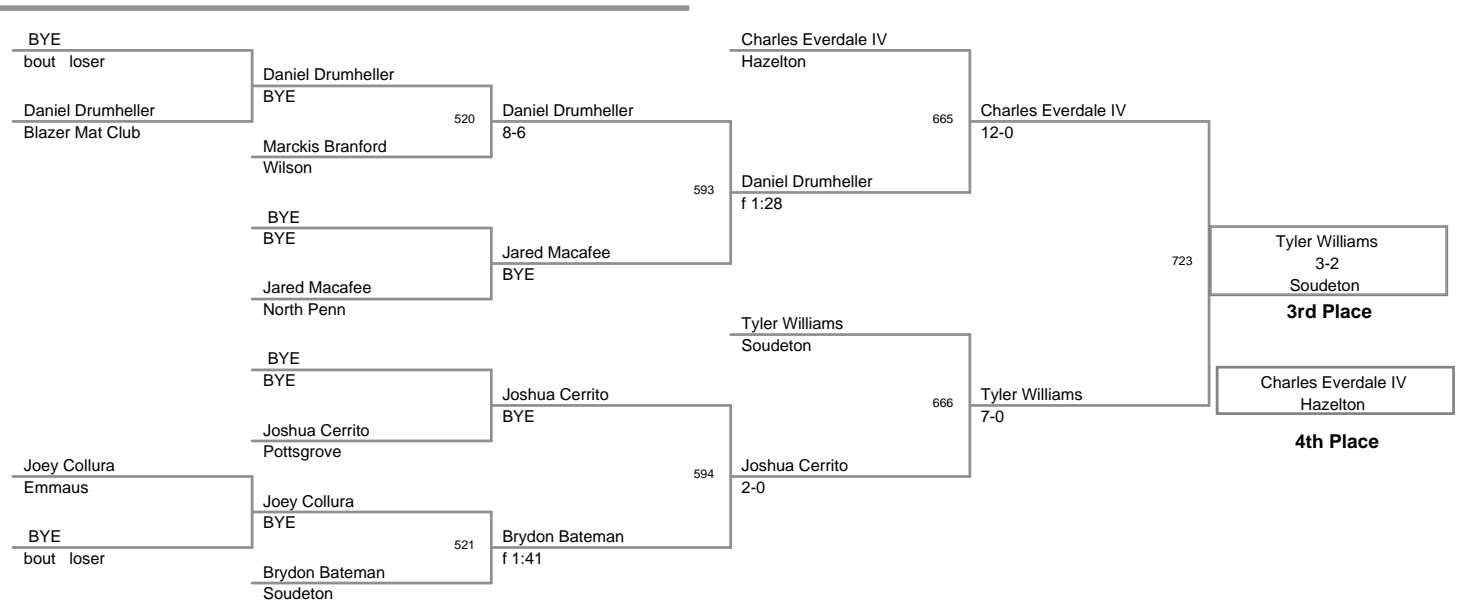 BYE
bout loser
Daniel Drumheller
Blazer Mat Club
Joey Collura
Emmaus
BYE
bout loser
Daniel Drumheller
BYE
520
Marckis Branford
Wilson
BYE
BYE
Jared Macafee
North Penn
BYE
BYE
Joshua Cerrito
Pottsgrove
Joey Collura
BYE
521
Brydon Bateman
Soudeton
Daniel Drumheller
8-6
593
Jared Macafee
BYE
Joshua Cerrito
BYE
594
Brydon Bateman
f 1:41
Charles Everdale IV
Hazelton
665
Daniel Drumheller
f 1:28
Tyler Williams
Soudeton
666
Joshua Cerrito
2-0
Charles Everdale IV
12-0
723
Tyler Williams
7-0
Tyler Williams
3-2
Soudeton
3rd Place
Charles Everdale IV
Hazelton
4th Place